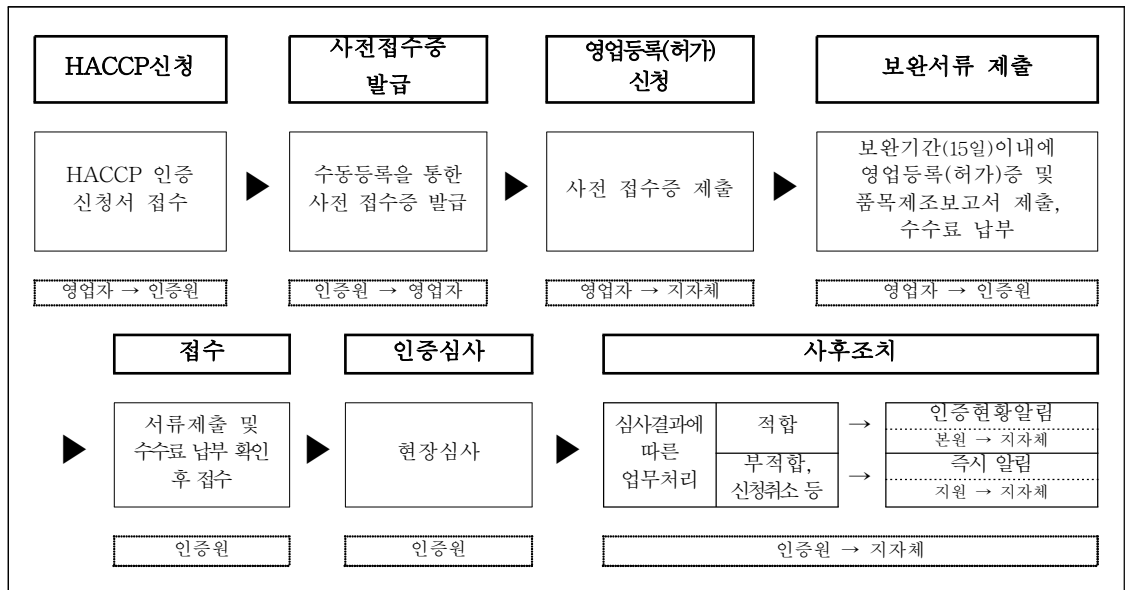 HACCP신청
사전접수증
발급
영업등록(허가)
신청
보완서류 제출
HACCP 인증
신청서 접수
▶
수동등록을 통한
사전 접수증 발급
▶
사전 접수증 제출
▶
보완기간(15일)이내에
영업등록(허가)증 및
품목제조보고서 제출,
수수료 납부
영업자 → 인증원
인증원 → 영업자
영업자 → 지자체
영업자 → 인증원
접수
인증심사
사후조치
▶
서류제출 및
수수료 납부 확인
후 접수
▶
현장심사
▶
심사결과에
따른
업무처리
적합
→
인증현황알림
본원 → 지자체
부적합,
신청취소 등
→
즉시 알림
지원 → 지자체
인증원
인증원
인증원 → 지자체